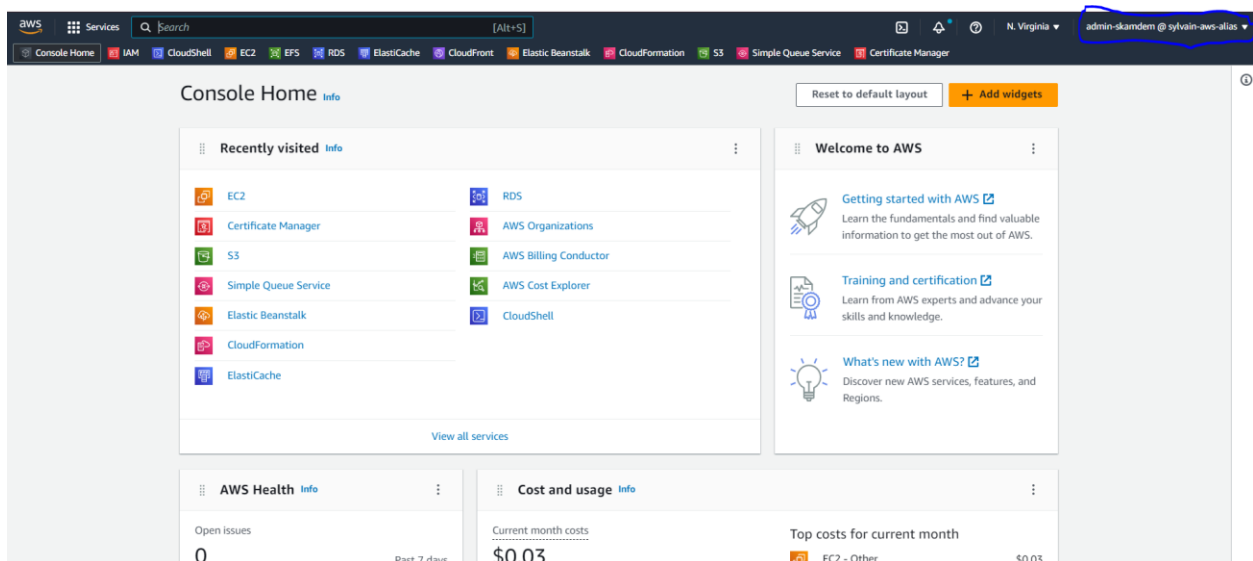 aws Services Search [Alt+S] N. Virginia admin-skamdem @ sylvain-aws-alias
Console Home IAM CloudShell EC2 EFS RDS ElastiCache CloudFront Elastic Beanstalk CloudFormation S3 Simple Queue Service Certificate Manager
Console Home Info Reset to default layout + Add widgets
Recently visited Info
EC2
Certificate Manager
S3
Simple Queue Service
Elastic Beanstalk
CloudFormation
ElastiCache
RDS
AWS Organizations
AWS Billing Conductor
AWS Cost Explorer
CloudShell
View all services
Welcome to AWS
Getting started with AWS
Learn the fundamentals and find valuable
information to get the most out of AWS.
Training and certification
Learn from AWS experts and advance your
skills and knowledge.
What's new with AWS?
Discover new AWS services, features, and
Regions.
AWS Health Info
Open issues
0 Past 7 days
Cost and usage Info
Current month costs
$0.03
Top costs for current month
EC2 - Other $0.03